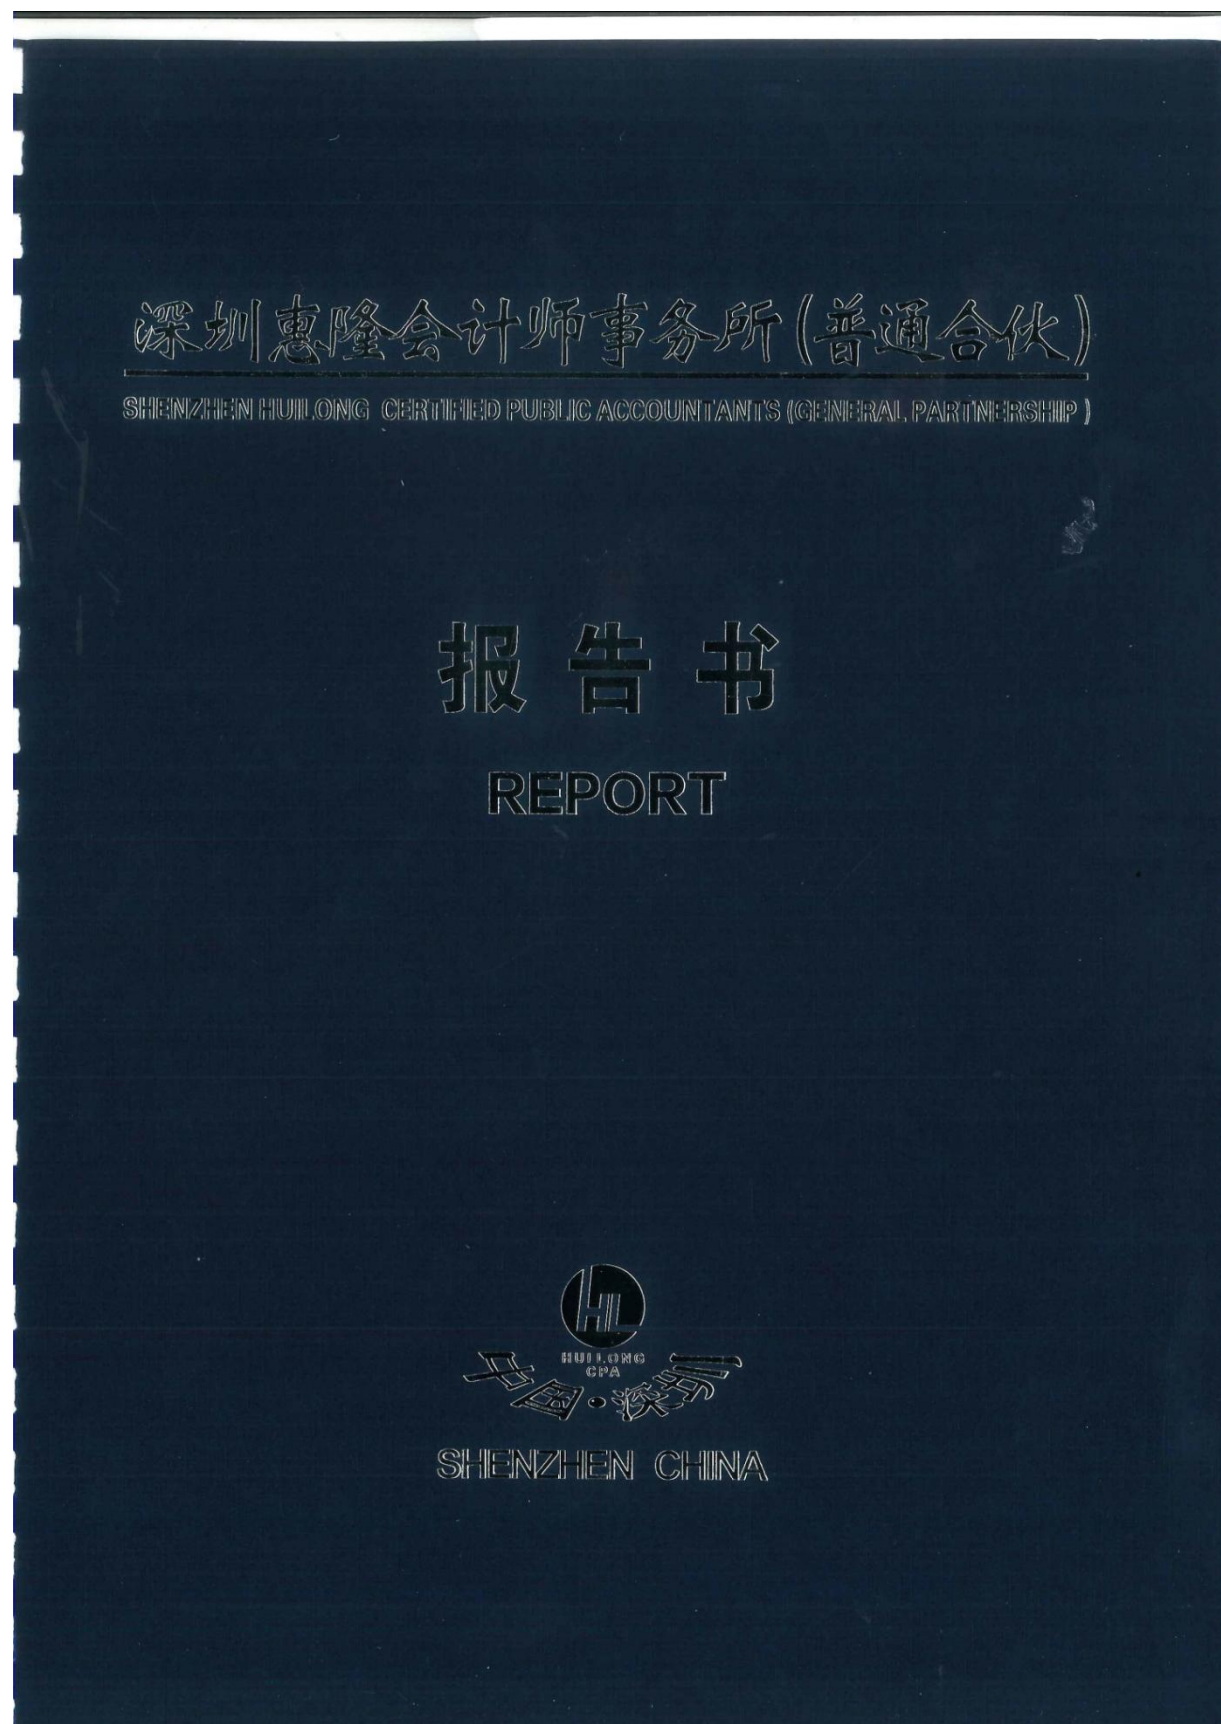 深圳惠隆会计师事务所(普通合伙)
SHENZHEN HUILONG CERTIFIED PUBLIC ACCOUNTANTS (GENERAL PARTNERSHIP)
报告书
REPORT
HL
HUILONG
CPA
中国·深圳
SHENZHEN CHINA